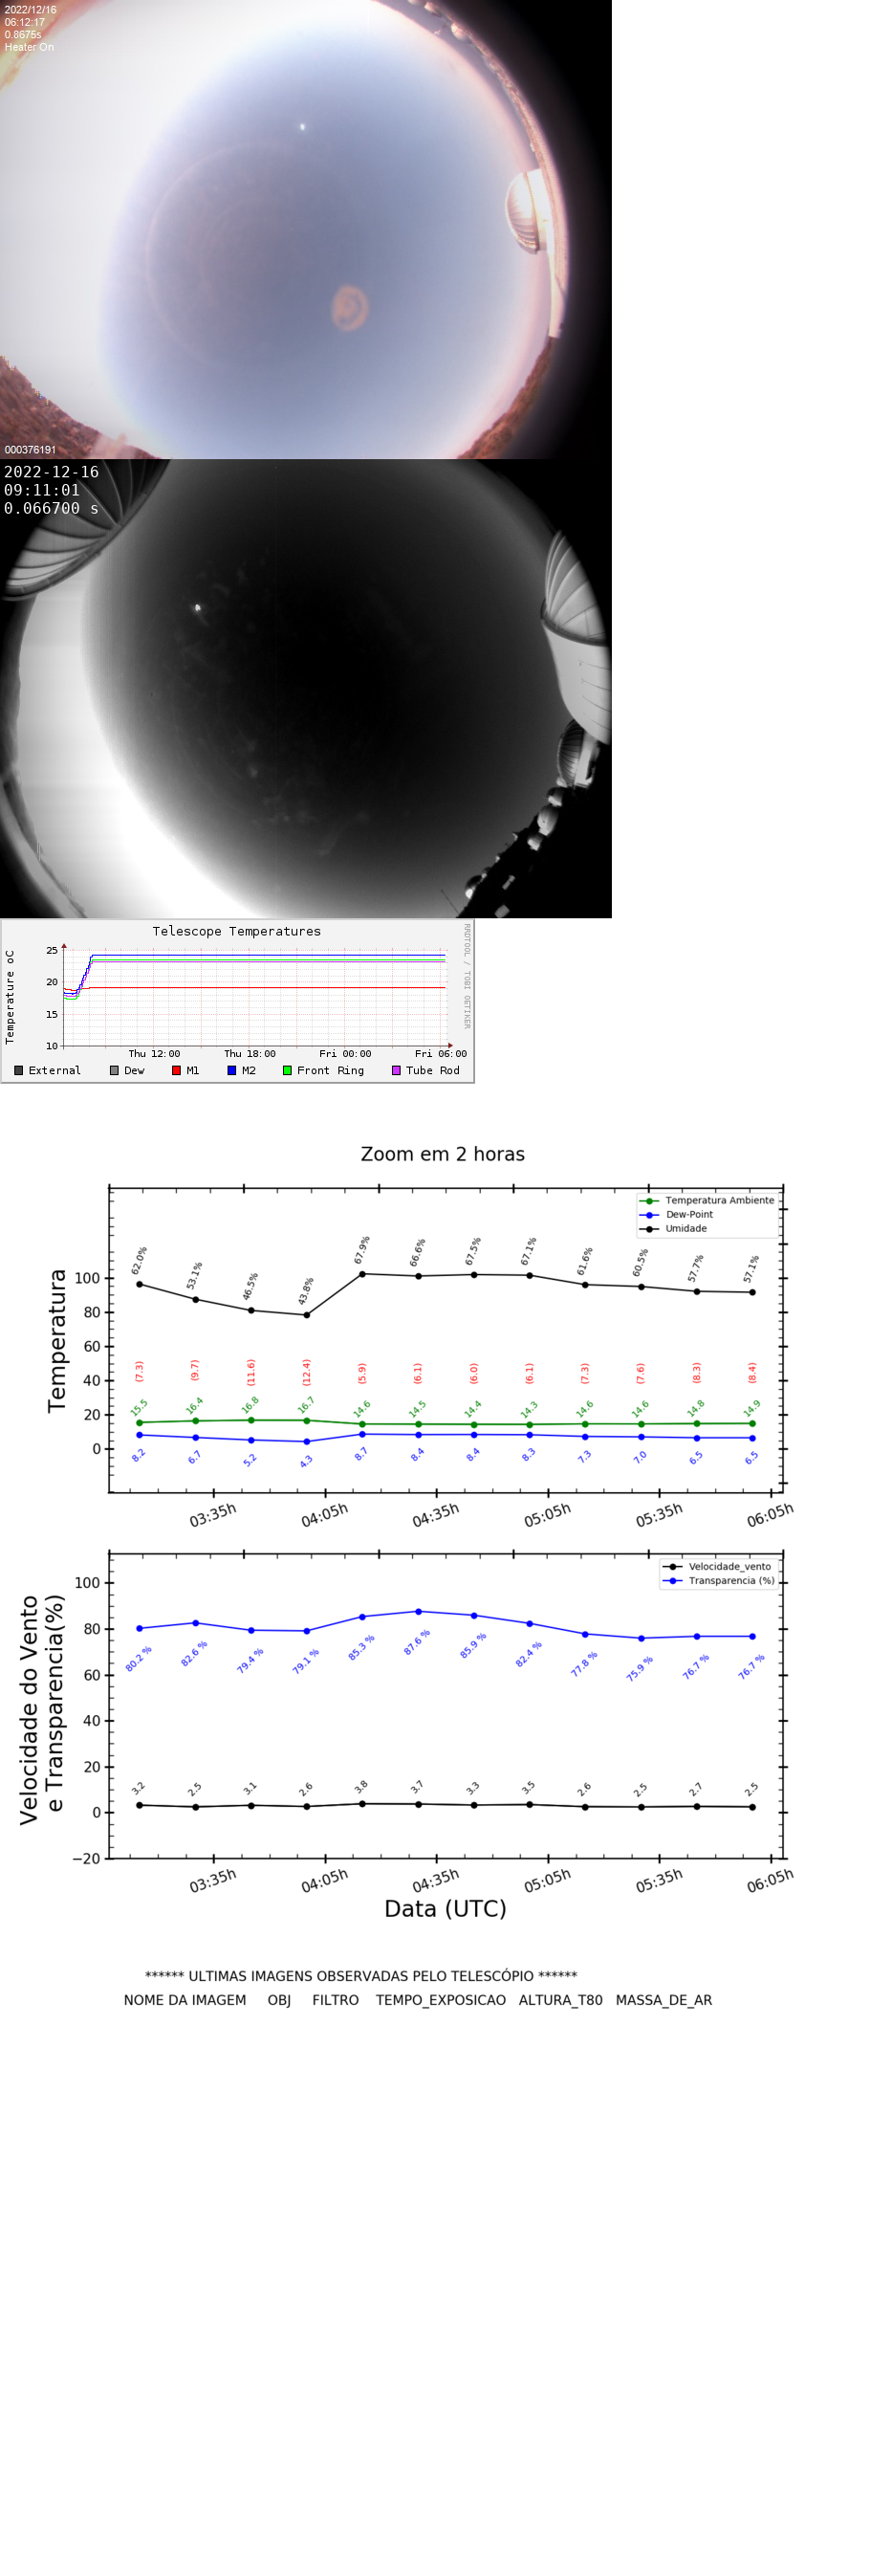 2022/12/16
06:12:17
0.8675s
Heater On
000376191
2022-12-16
09:11:01
0.066700 s
Telescope Temperatures
Temperature oC
25
20
15
10
Thu 12:00 Thu 18:00 Fri 00:00 Fri 06:00
External Dew M1 M2 Front Ring Tube Rod
RRDTOOL / TOBI OETIKER
Zoom em 2 horas
Temperatura
Temperatura Ambiente
Dew-Point
Umidade
100
80
60
40
20
0
62.0% 53.1% 46.5% 43.8% 67.9% 66.6% 67.5% 67.1% 61.6% 60.5% 57.7% 57.1%
(7.3) (9.7) (11.6) (12.4) (5.9) (6.1) (6.0) (6.1) (7.3) (7.6) (8.3) (8.4)
15.5 16.4 16.8 16.7 14.6 14.5 14.4 14.3 14.6 14.6 14.8 14.9
8.2 6.7 5.2 4.3 8.7 8.4 8.4 8.3 7.3 7.0 6.5 6.5
03:35h 04:05h 04:35h 05:05h 05:35h 06:05h
Velocidade do Vento
e Transparencia(%)
Velocidade_vento
Transparencia (%)
100
80
60
40
20
0
−20
80.2 % 82.6 % 79.4 % 79.1 % 85.3 % 87.6 % 85.9 % 82.4 % 77.8 % 75.9 % 76.7 % 76.7 %
3.2 2.5 3.1 2.6 3.8 3.7 3.3 3.5 2.6 2.5 2.7 2.5
03:35h 04:05h 04:35h 05:05h 05:35h 06:05h
Data (UTC)
****** ULTIMAS IMAGENS OBSERVADAS PELO TELESCÓPIO ******
NOME DA IMAGEM OBJ FILTRO TEMPO_EXPOSICAO ALTURA_T80 MASSA_DE_AR